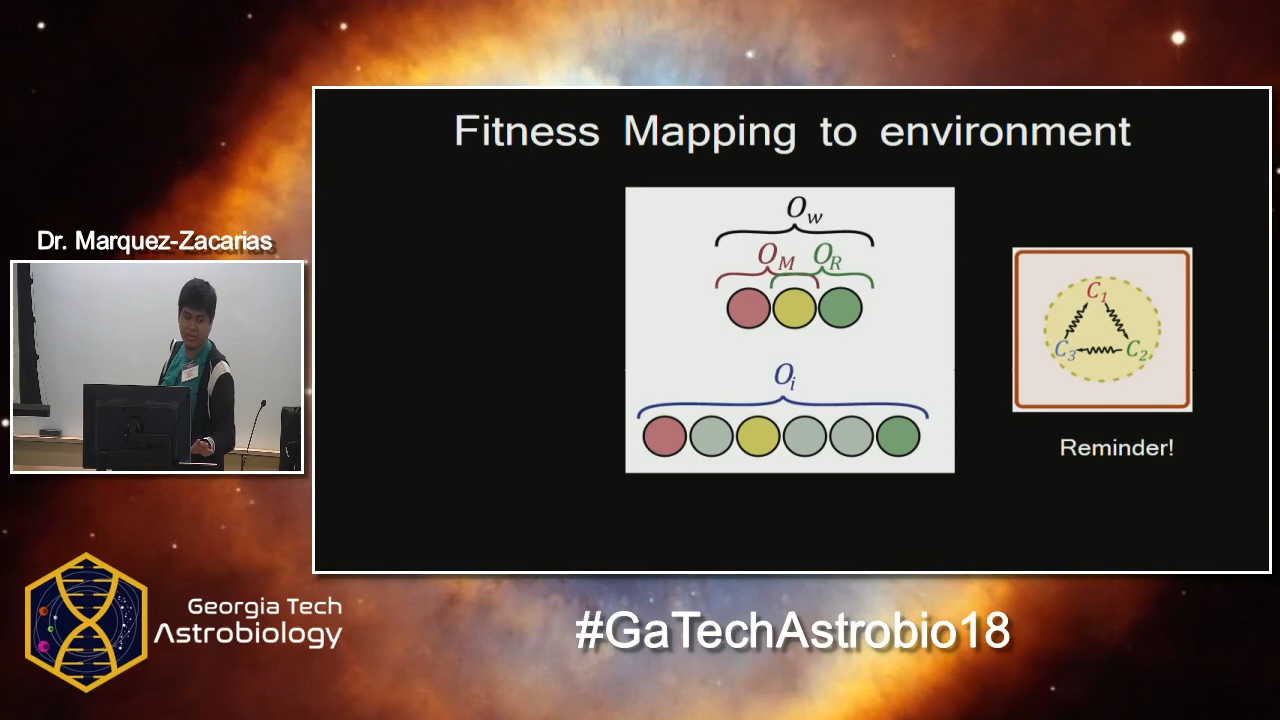 Fitness Mapping to environment
O_w
O_M O_R
O_i
C_1
C_3 C_2
Reminder!
Dr. Marquez-Zacarias
Georgia Tech
Astrobiology
#GaTechAstrobio18